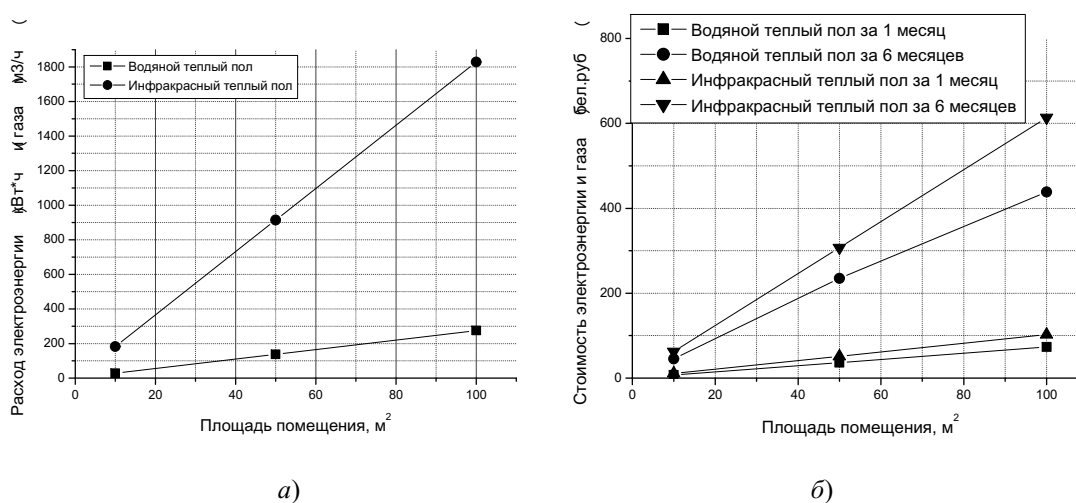 Расход электроэнергии (кВт*ч) и газа (м3/ч)
1800
1600
1400
1200
1000
800
600
400
200
0
0 20 40 60 80 100
Площадь помещения, м²
Водяной теплый пол
Инфракрасный теплый пол
а)
Стоимость электроэнергии и газа (бел.руб)
800
600
400
200
0
0 20 40 60 80 100
Площадь помещения, м²
Водяной теплый пол за 1 месяц
Водяной теплый пол за 6 месяцев
Инфракрасный теплый пол за 1 месяц
Инфракрасный теплый пол за 6 месяцев
б)